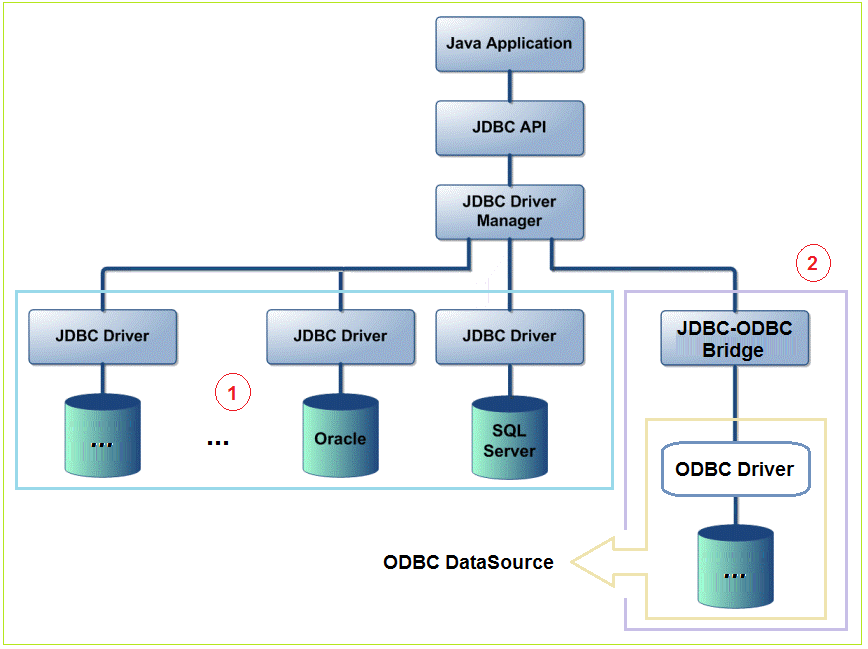 Java Application
JDBC API
JDBC Driver
Manager
2
JDBC Driver
JDBC Driver
JDBC Driver
JDBC-ODBC
Bridge
1
...
...
Oracle
SQL
Server
ODBC Driver
ODBC DataSource
...